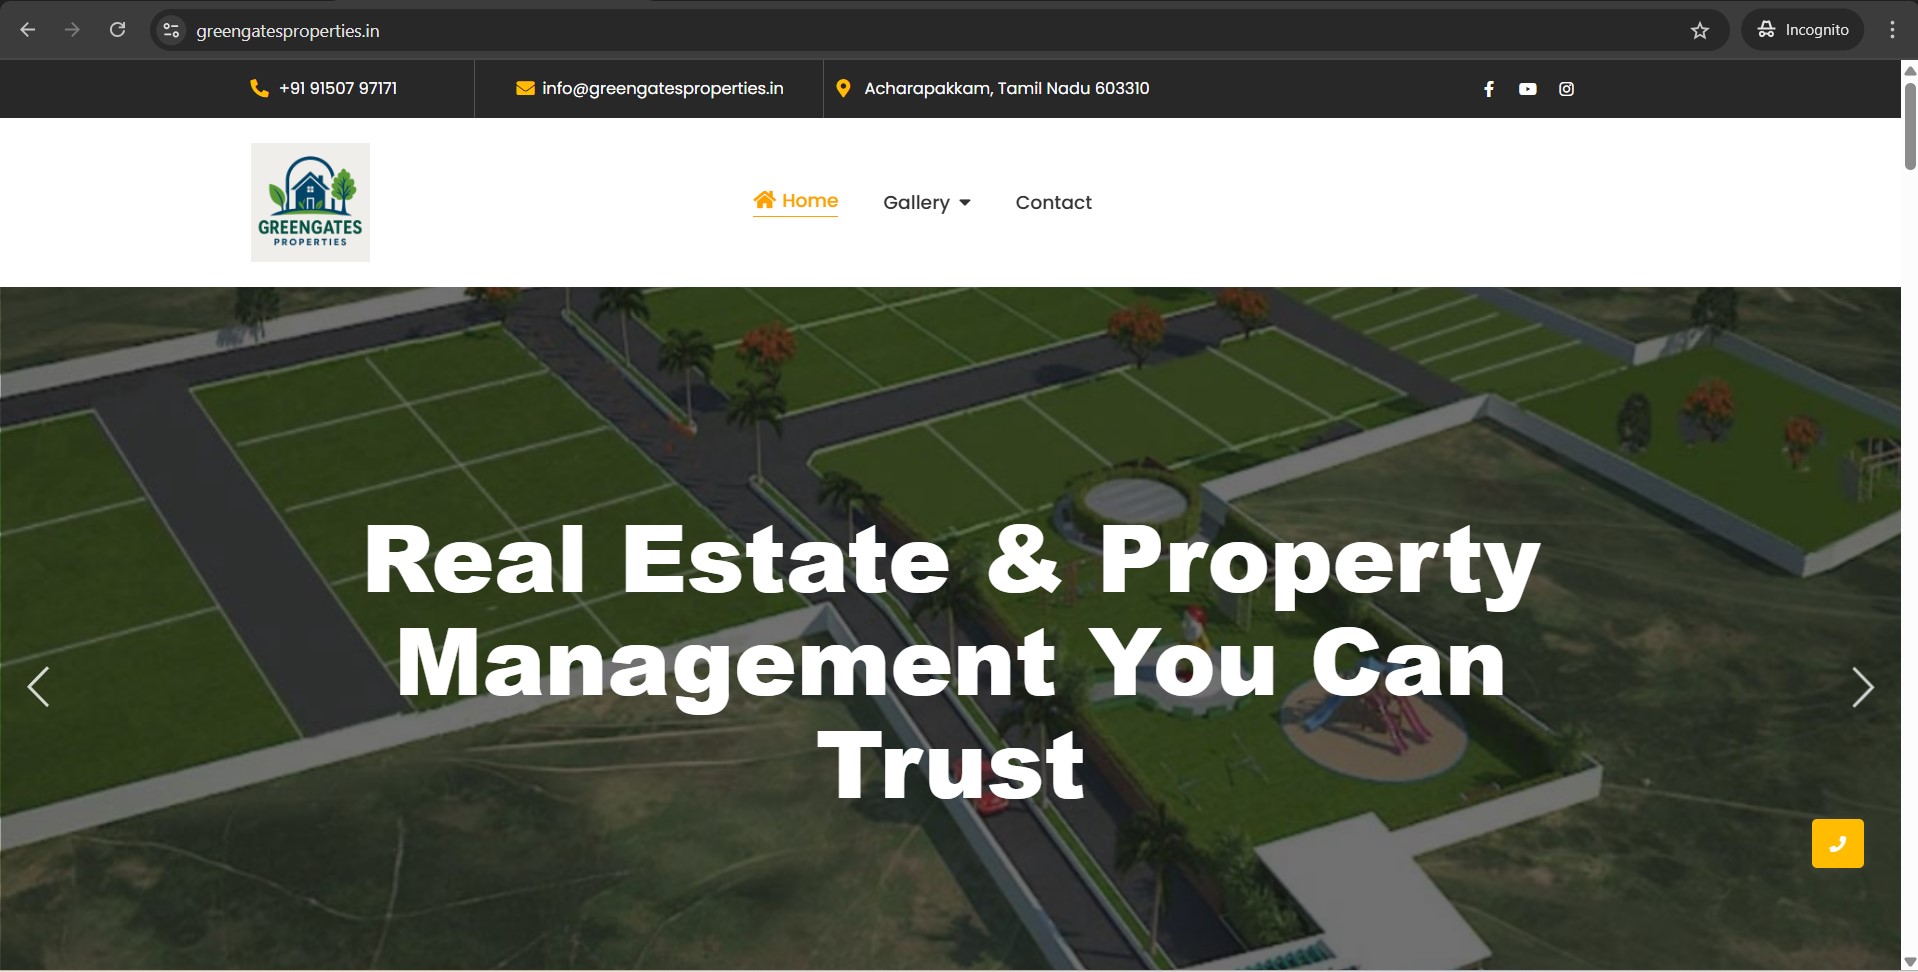 greengatesproperties.in
Incognito
+91 91507 97171
info@greengatesproperties.in
Acharapakkam, Tamil Nadu 603310
GREENGATES
PROPERTIES
Home
Gallery
Contact
Real Estate & Property
Management You Can
Trust